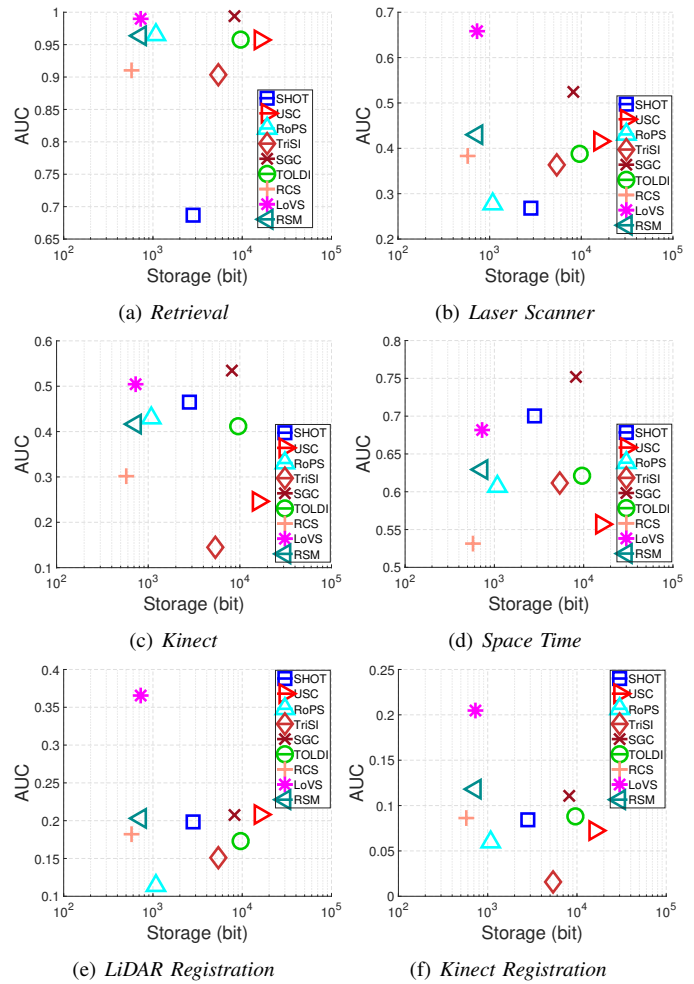 1
0.95
0.9
0.85
0.8
0.75
0.7
0.65
AUC
10^2 10^3 10^4 10^5
Storage (bit)
SHOT
USC
RoPS
TriSI
SGC
TOLDI
RCS
LoVS
RSM
(a) Retrieval
0.7
0.6
0.5
0.4
0.3
0.2
AUC
10^2 10^3 10^4 10^5
Storage (bit)
SHOT
USC
RoPS
TriSI
SGC
TOLDI
RCS
LoVS
RSM
(b) Laser Scanner
0.6
0.5
0.4
0.3
0.2
0.1
AUC
10^2 10^3 10^4 10^5
Storage (bit)
SHOT
USC
RoPS
TriSI
SGC
TOLDI
RCS
LoVS
RSM
(c) Kinect
0.8
0.75
0.70
0.65
0.60
0.55
0.5
AUC
10^2 10^3 10^4 10^5
Storage (bit)
SHOT
USC
RoPS
TriSI
SGC
TOLDI
RCS
LoVS
RSM
(d) Space Time
0.4
0.35
0.3
0.25
0.2
0.15
0.1
AUC
10^2 10^3 10^4 10^5
Storage (bit)
SHOT
USC
RoPS
TriSI
SGC
TOLDI
RCS
LoVS
RSM
(e) LiDAR Registration
0.25
0.2
0.15
0.1
0.05
0
AUC
10^2 10^3 10^4 10^5
Storage (bit)
SHOT
USC
RoPS
TriSI
SGC
TOLDI
RCS
LoVS
RSM
(f) Kinect Registration